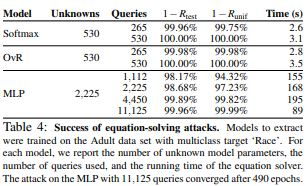 Model Unknowns Queries 1 − Rtest 1 − Runif Time (s)
Softmax 530 265 99.96% 99.75% 2.6
530 100.00% 100.00% 3.1
OvR 530 265 99.98% 99.98% 2.8
530 100.00% 100.00% 3.5
MLP 2,225 1,112 98.17% 94.32% 155
2,225 98.68% 97.23% 168
4,450 99.89% 99.82% 195
11,125 99.96% 99.99% 89
Table 4: Success of equation-solving attacks. Models to extract
were trained on the Adult data set with multiclass target ‘Race’. For
each model, we report the number of unknown model parameters, the
number of queries used, and the running time of the equation solver.
The attack on the MLP with 11,125 queries converged after 490 epochs.